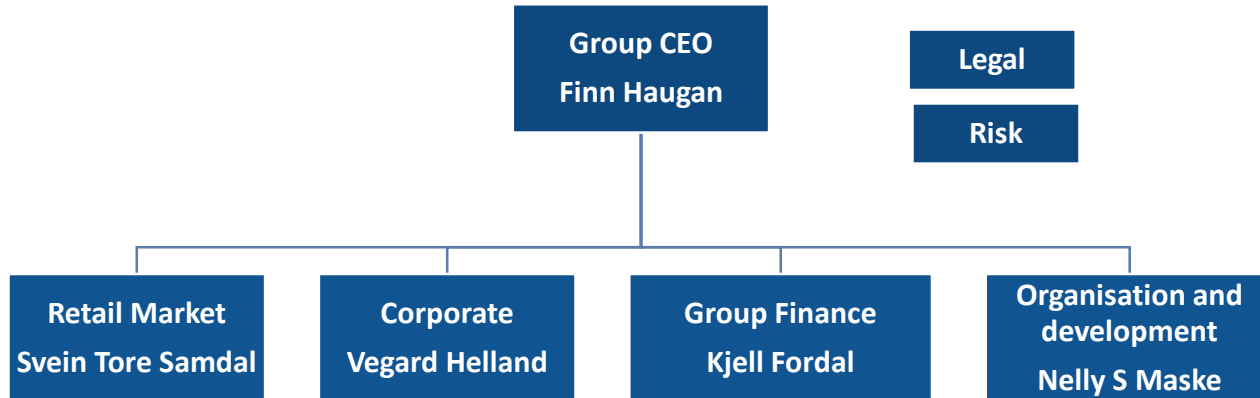 Group CEO
Finn Haugan
Legal
Risk
Retail Market
Svein Tore Samdal
Corporate
Vegard Helland
Group Finance
Kjell Fordal
Organisation and
development
Nelly S Maske